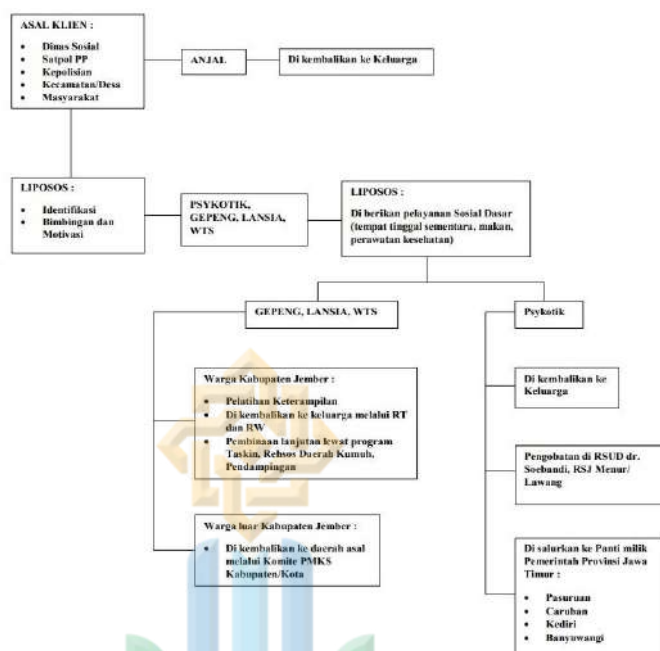 ASAL KLIEN :
• Dinas Sosial
• Satpol PP
• Kepolisian
• Kecamatan/Desa
• Masyarakat
ANJAL
Di kembalikan ke Keluarga
LIPOSOS :
• Identifikasi
• Bimbingan dan
Motivasi
PSYKOTIK,
GEPENG, LANSIA,
WTS
LIPOSOS :
Di berikan pelayanan Sosial Dasar
(tempat tinggal sementara, makan,
perawatan kesehatan)
GEPENG, LANSIA, WTS
Psykotik
Warga Kabupaten Jember :
• Pelatihan Keterampilan
• Di kembalikan ke keluarga melalui RT
dan RW
• Pembinaan lanjutan lewat program
Taskin, Rehsos Daerah Kumuh,
Pendampingan
Warga luar Kabupaten Jember :
• Di kembalikan ke daerah asal
melalui Komite PMKS
Kabupaten/Kota
Di kembalikan ke
Keluarga
Pengobatan di RSUD dr.
Soebandi, RSJ Menur/
Lawang
Di salurkan ke Panti milik
Pemerintah Provinsi Jawa
Timur :
• Pasuruan
• Caruban
• Kediri
• Banyuwangi